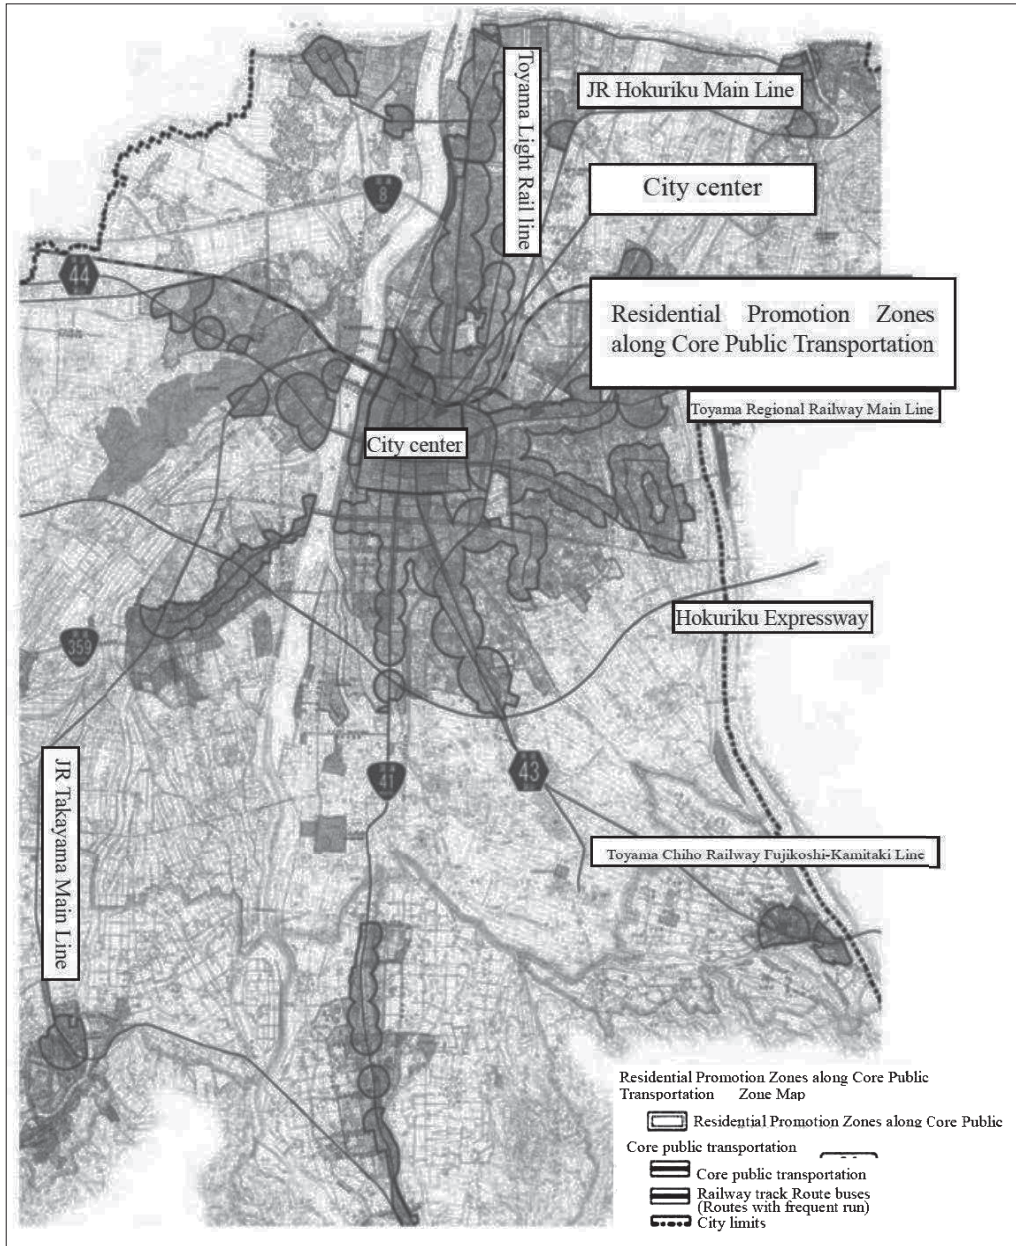 Toyama Light Rail line
JR Hokuriku Main Line
City center
8
44
Residential Promotion Zones
along Core Public Transportation
Toyama Regional Railway Main Line
City center
Hokuriku Expressway
359
JR Takayama Main Line
41
43
Toyama Chiho Railway Fujikoshi-Kamitaki Line
Residential Promotion Zones along Core Public
Transportation Zone Map
Residential Promotion Zones along Core Public
Core public transportation
Core public transportation
Railway track Route buses
(Routes with frequent run)
City limits